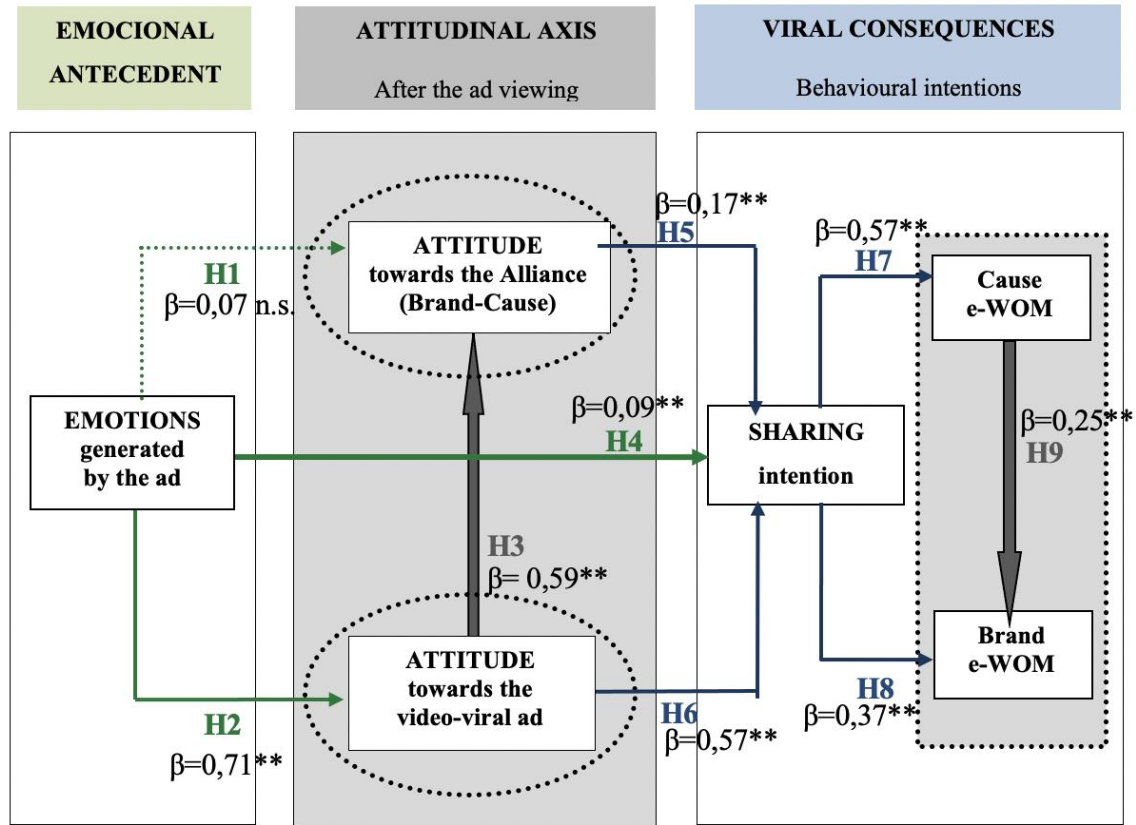 EMOCIONAL
ANTECEDENT
ATTITUDINAL AXIS
After the ad viewing
VIRAL CONSEQUENCES
Behavioural intentions
H1
β=0,07 n.s.
EMOTIONS
generated
by the ad
H2
β=0,71**
ATTITUDE
towards the Alliance
(Brand-Cause)
β=0,09**
H4
H3
β= 0,59**
ATTITUDE
towards the
video-viral ad
β=0,17**
H5
SHARING
intention
H6
β=0,57**
β=0,57**
H7
Cause
e-WOM
β=0,25**
H9
Brand
e-WOM
H8
β=0,37**